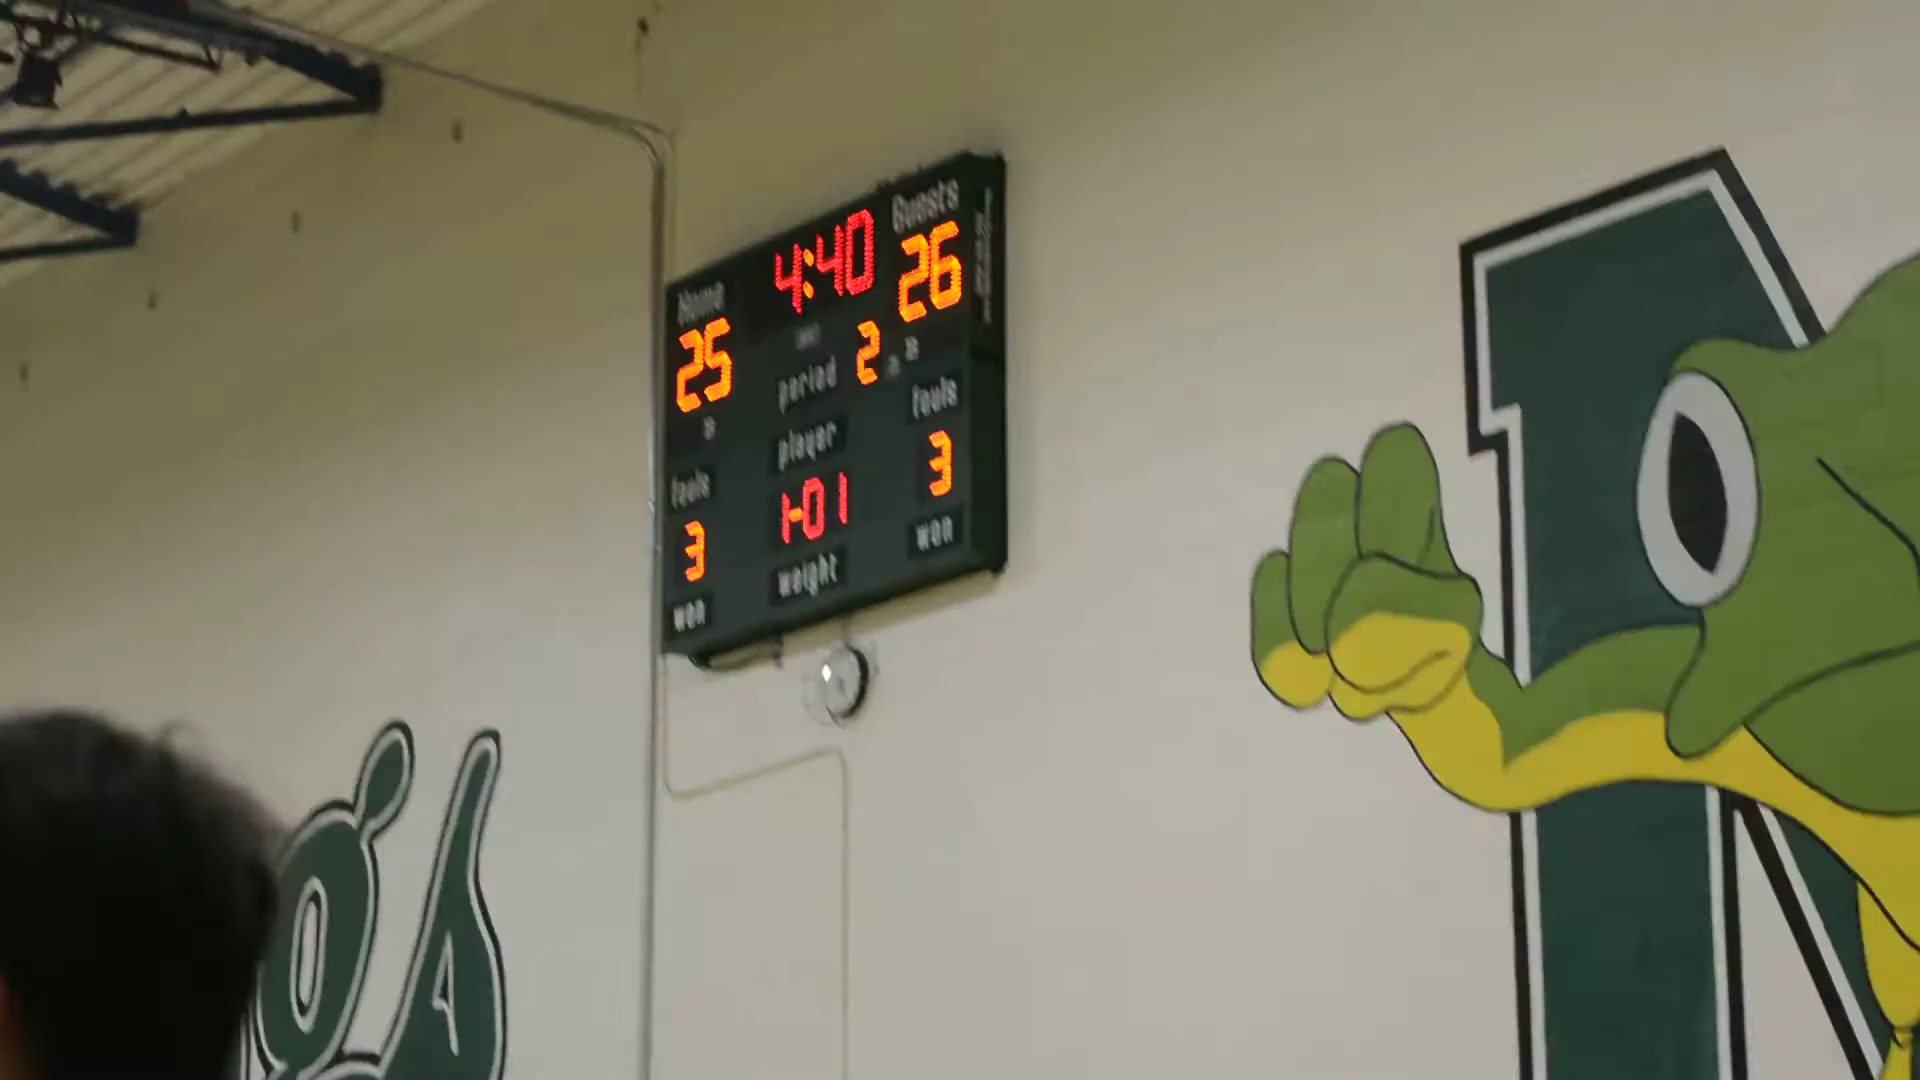 Home 4:40 Guests
25 26
period 2
player
fouls fouls
3 1-01 3
won weight won
N